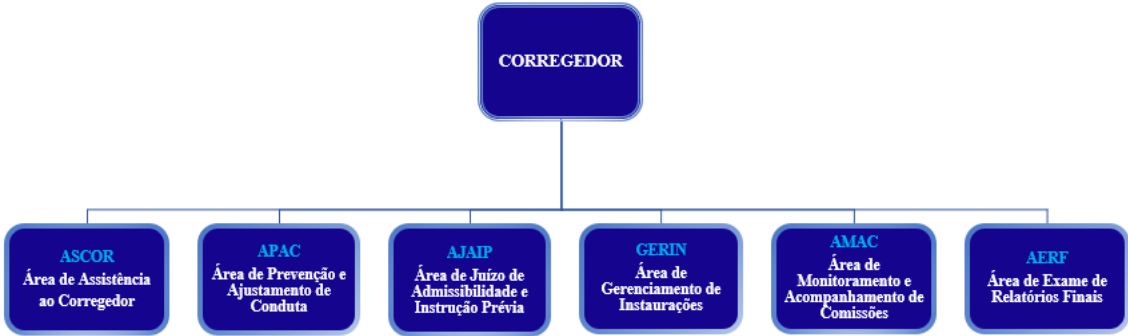 CORREGEDOR
ASCOR
Área de Assistência
ao Corregedor
APAC
Área de Prevenção e
Ajustamento de
Conduta
AJAIP
Área de Juízo de
Admissibilidade e
Instrução Prévia
GERIN
Área de
Gerenciamento de
Instaurações
AMAC
Área de
Monitoramento e
Acompanhamento de
Comissões
AERF
Área de Exame de
Relatórios Finais